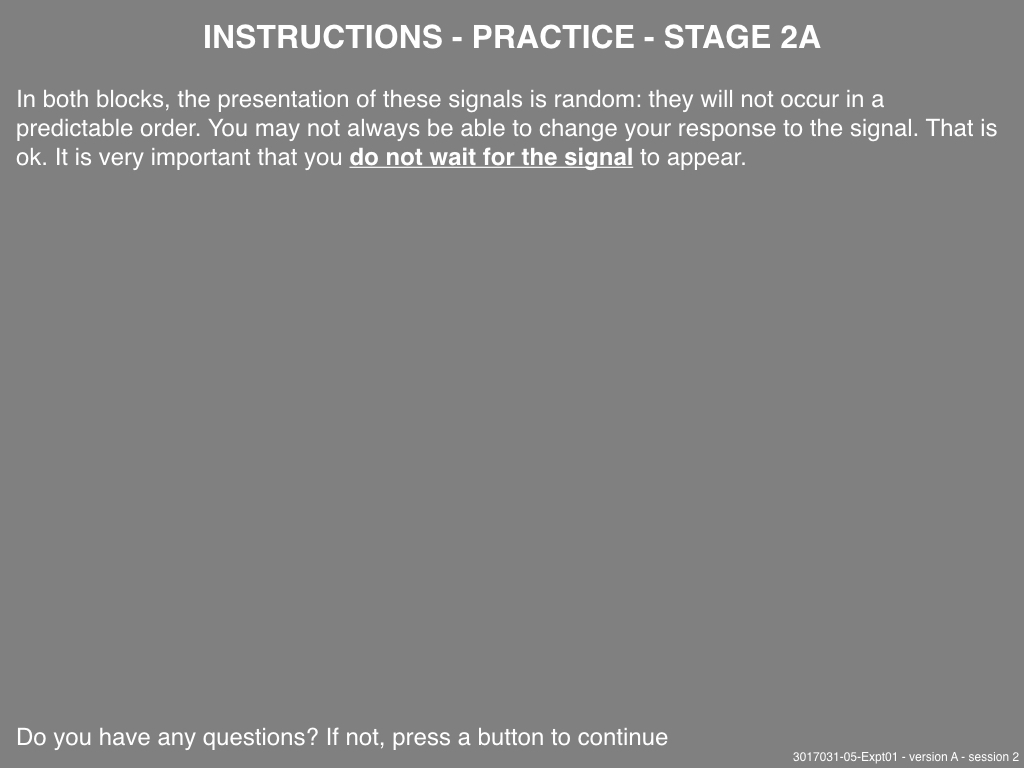 INSTRUCTIONS - PRACTICE - STAGE 2A
In both blocks, the presentation of these signals is random: they will not occur in a
predictable order. You may not always be able to change your response to the signal. That is
ok. It is very important that you do not wait for the signal to appear.
Do you have any questions? If not, press a button to continue
3017031-05-Expt01 - version A - session 2